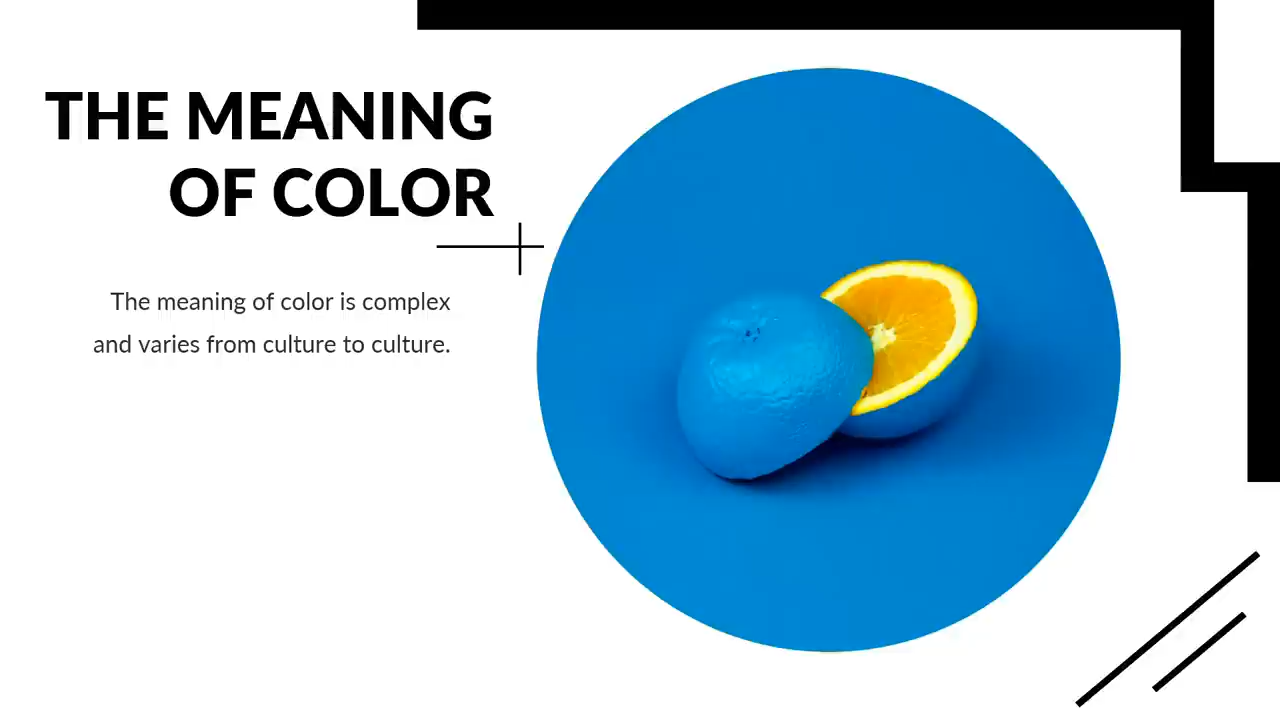 THE MEANING
OF COLOR
The meaning of color is complex
and varies from culture to culture.